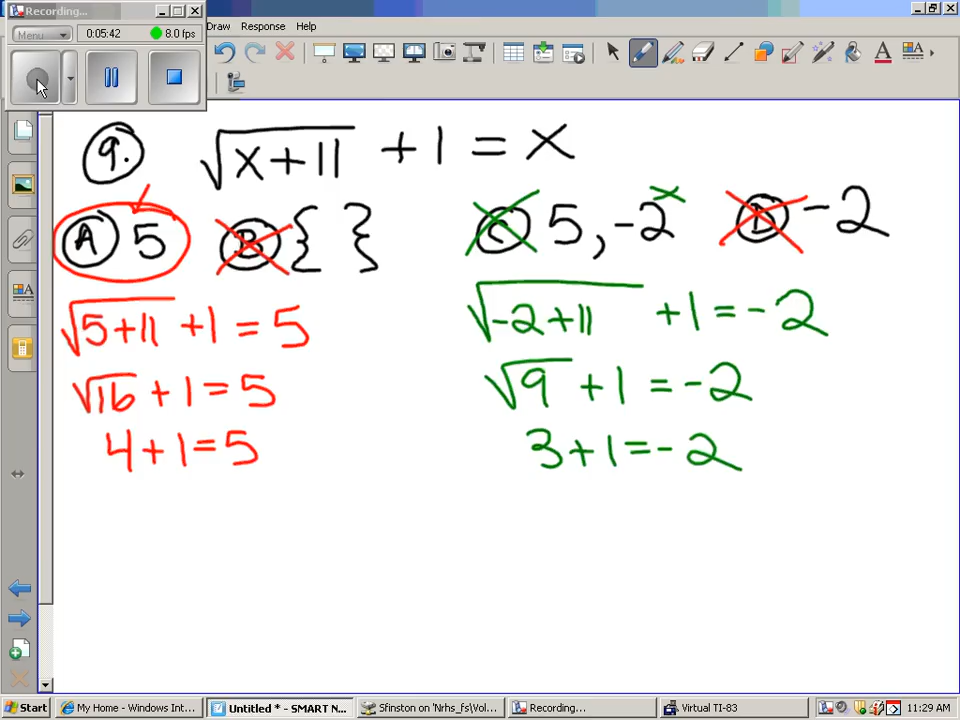 Recording...
Menu 0:05:42 8.0 fps
Draw Response Help
9. √x+11 + 1 = x
A 5 B { } C 5, -2 D -2
√5+11 + 1 = 5
√16 + 1 = 5
4 + 1 = 5
√-2+11 + 1 = -2
√9 + 1 = -2
3 + 1 = -2
Start My Home - Windows Int... Untitled * - SMART N... Sfinston on 'Nrhs_fs\Vol... Recording... Virtual TI-83 11:29 AM